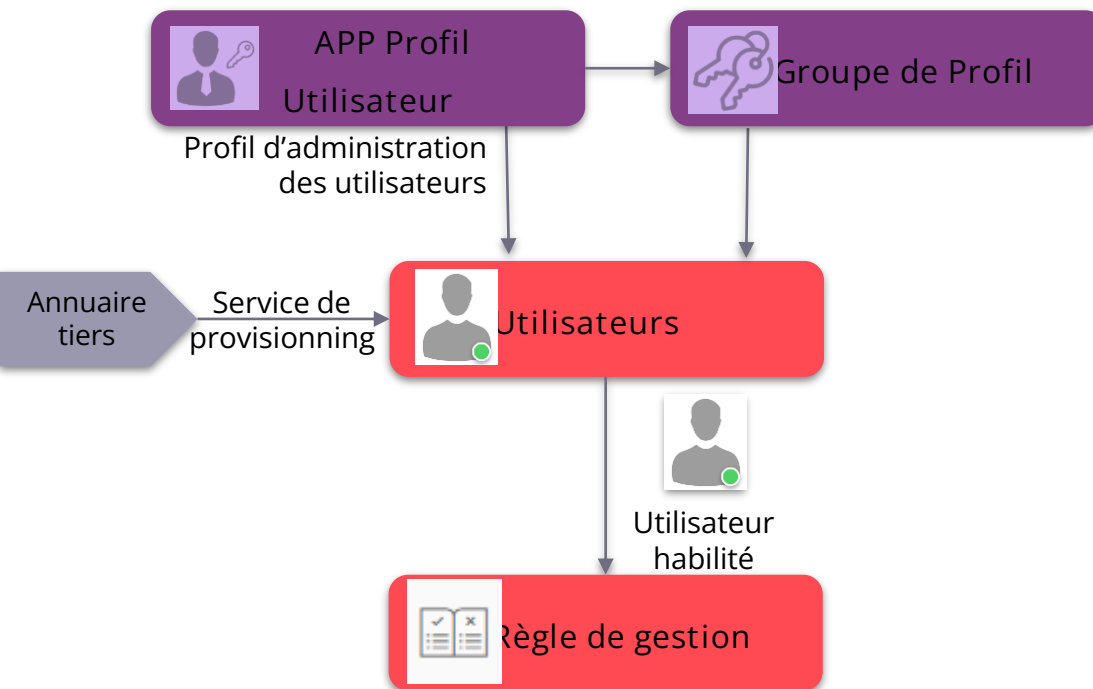 APP Profil
Utilisateur
Groupe de Profil
Profil d’administration
des utilisateurs
Annuaire
tiers
Service de
provisionning
Utilisateurs
Utilisateur
habilité
Règle de gestion